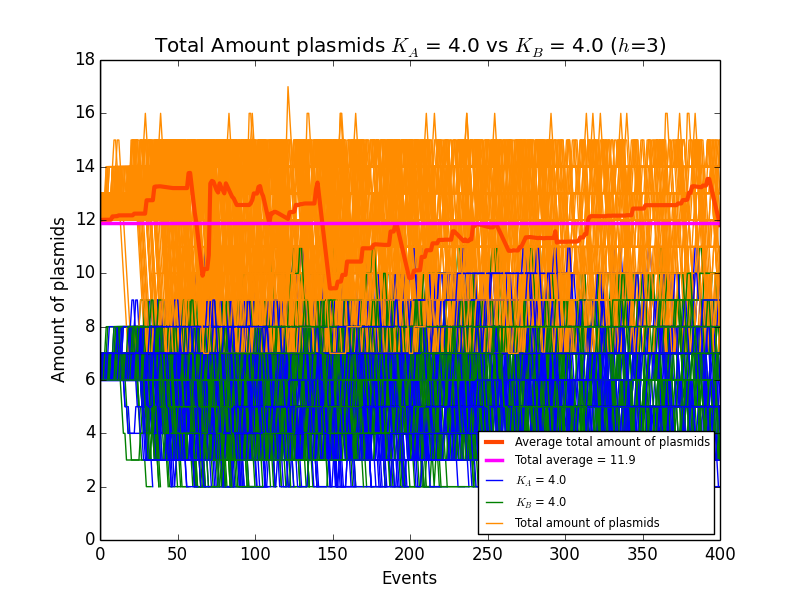 Total Amount plasmids K_A = 4.0 vs K_B = 4.0 (h=3)
Amount of plasmids
18
16
14
12
10
8
6
4
2
0
0 50 100 150 200 250 300 350 400
Events
Average total amount of plasmids
Total average = 11.9
K_A = 4.0
K_B = 4.0
Total amount of plasmids